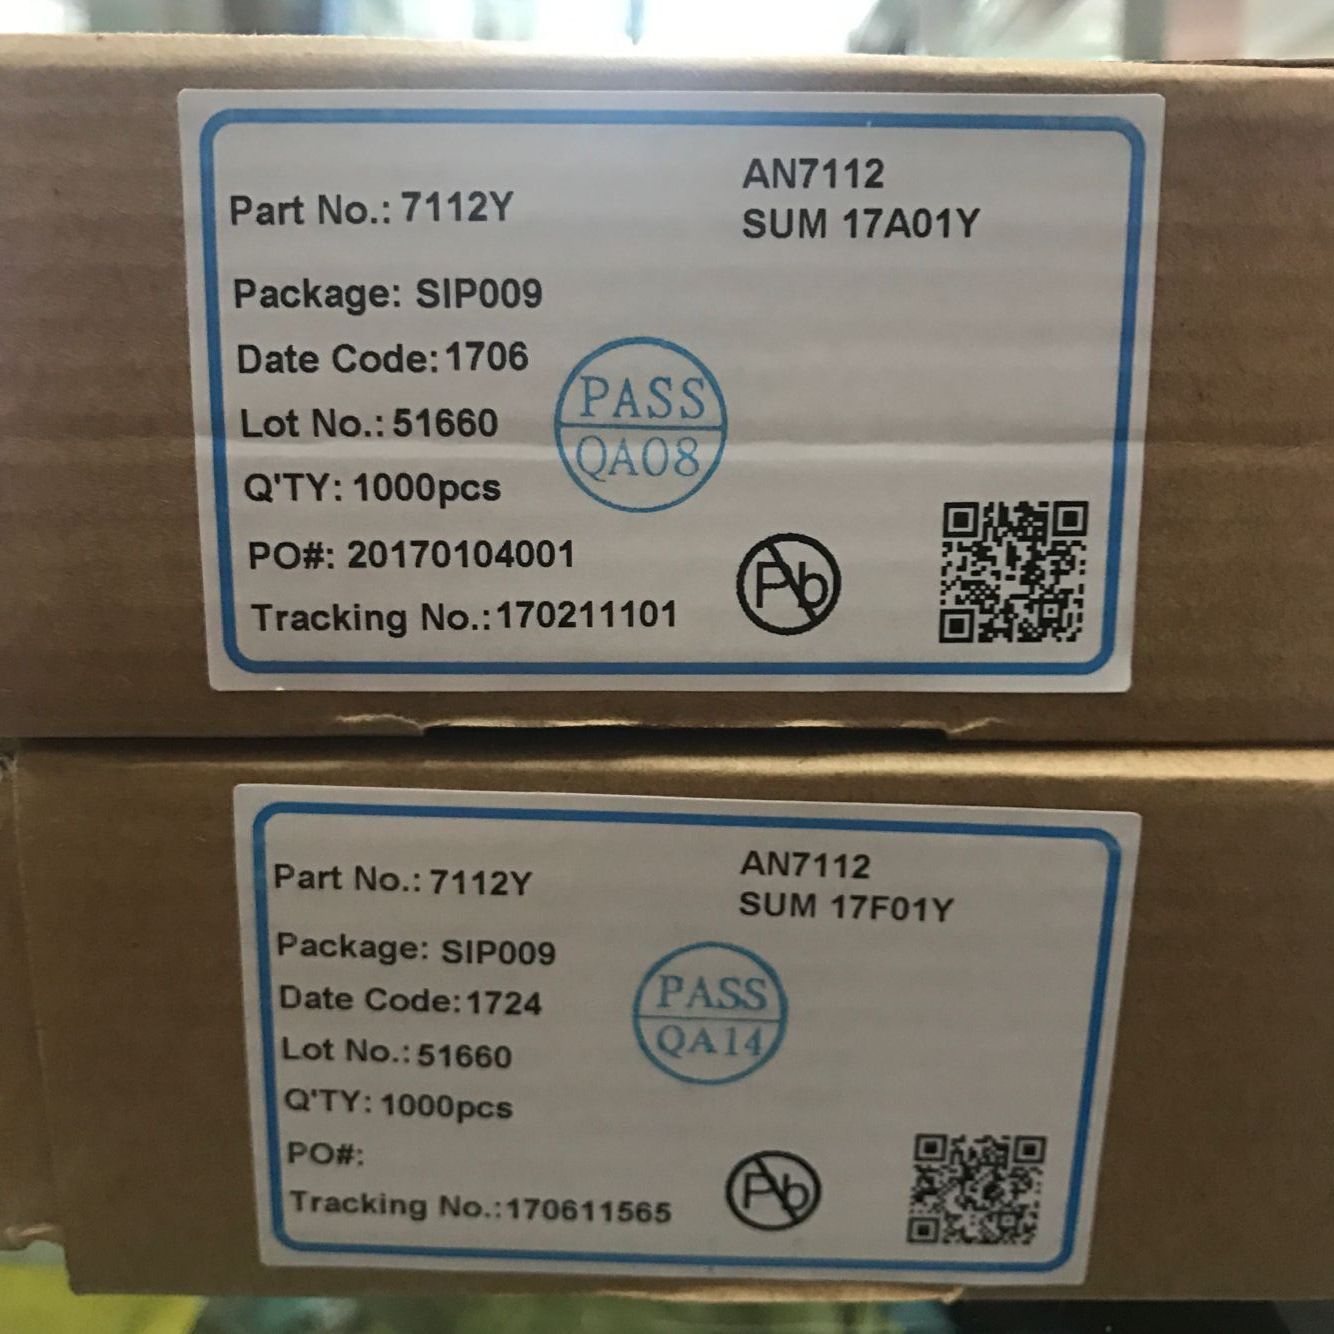 AN7112
Part No.: 7112Y
SUM 17A01Y
Package: SIP009
Date Code: 1706
PASS
Lot No.: 51660
QA08
Q'TY: 1000pcs
PO#: 20170104001
Pb
Tracking No.: 170211101
AN7112
Part No.: 7112Y
SUM 17F01Y
Package: SIP009
PASS
Date Code: 1724
QA14
Lot No.: 51660
Q'TY: 1000pcs
PO#:
Pb
Tracking No.: 170611565